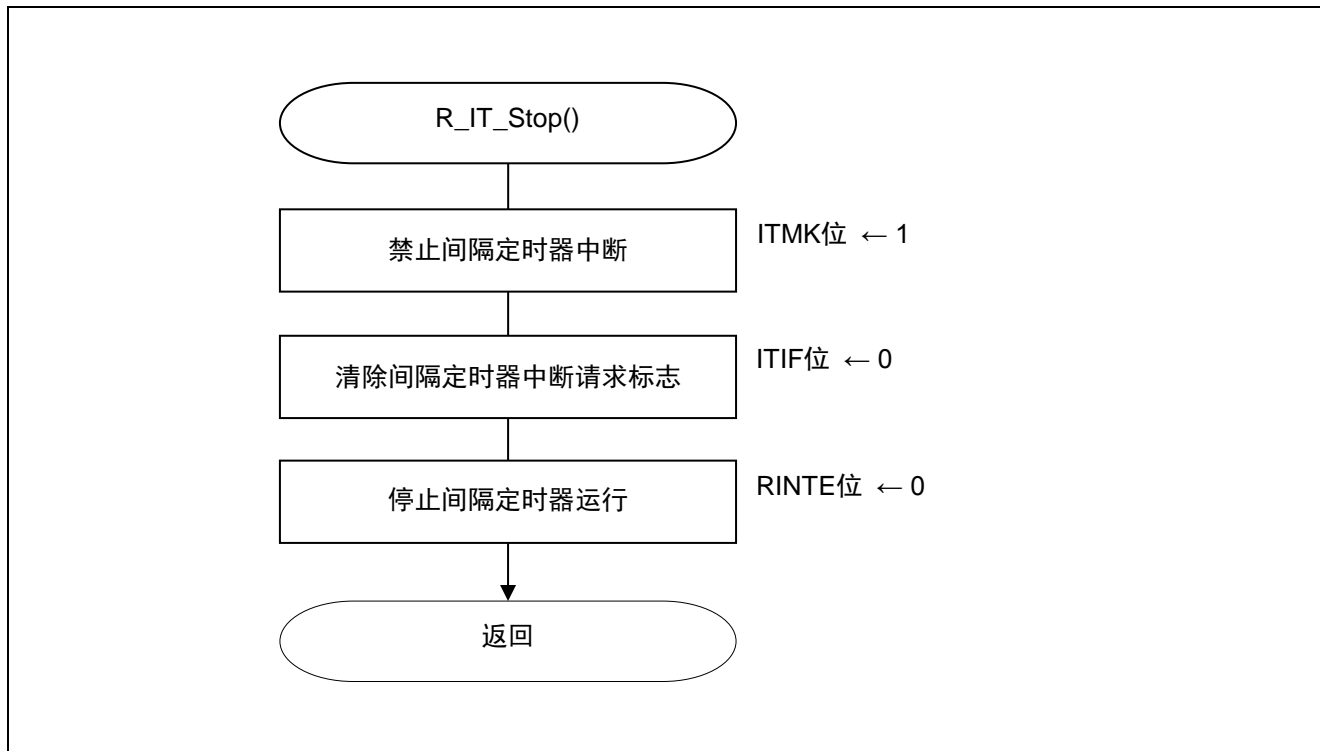 R_IT_Stop()
禁止间隔定时器中断
ITMK位 ← 1
清除间隔定时器中断请求标志
ITIF位 ← 0
停止间隔定时器运行
RINTE位 ← 0
返回